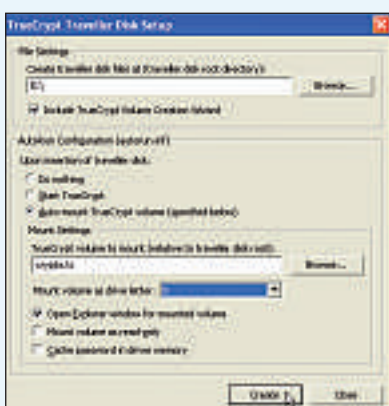 TrueCrypt Traveller Disk Setup
File Settings
Create traveller disk files at (traveller disk root directory):
Browse...
Include TrueCrypt Volume Creation Wizard
AutoRun Configuration (autorun.inf)
Upon insertion of traveller disk:
Do nothing
Start TrueCrypt
Auto-mount TrueCrypt volume (specified below)
Mount Settings
TrueCrypt volume to mount (relative to traveller disk root):
Browse...
Mount volume as drive letter:
Open Explorer window for mounted volume
Mount volume as read-only
Cache password in driver memory
Create
Close